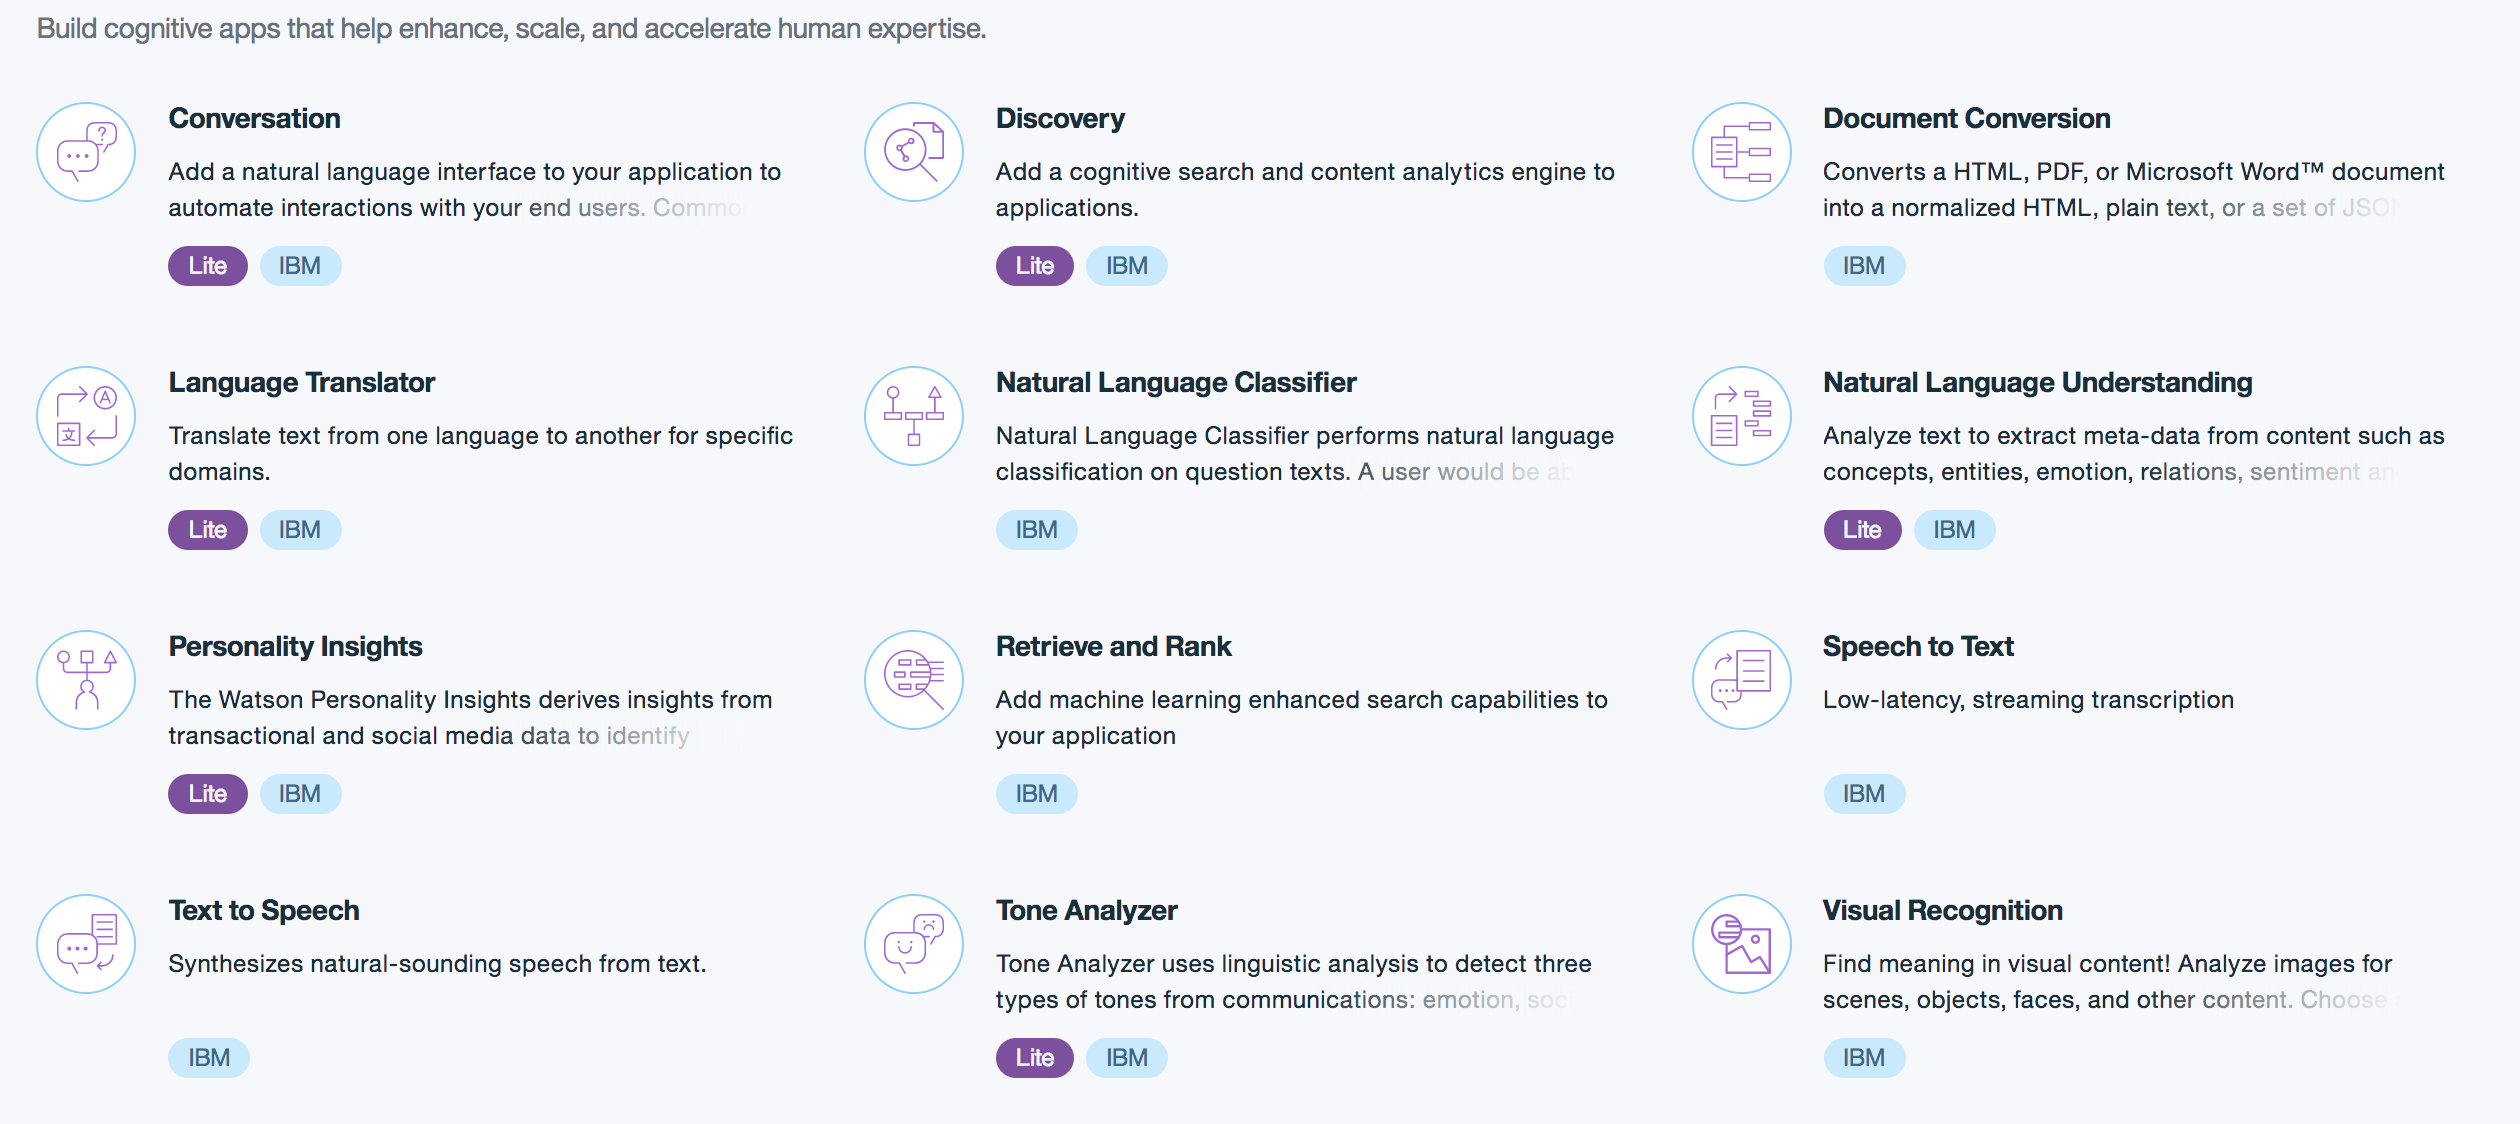 Build cognitive apps that help enhance, scale, and accelerate human expertise.
Conversation
Add a natural language interface to your application to
automate interactions with your end users.
Lite IBM
Discovery
Add a cognitive search and content analytics engine to
applications.
Lite IBM
Document Conversion
Converts a HTML, PDF, or Microsoft Word™ document
into a normalized HTML, plain text, or a set of
IBM
Language Translator
Translate text from one language to another for specific
domains.
Lite IBM
Natural Language Classifier
Natural Language Classifier performs natural language
classification on question texts. A user would be
IBM
Natural Language Understanding
Analyze text to extract meta-data from content such as
concepts, entities, emotion, relations, sentiment
Lite IBM
Personality Insights
The Watson Personality Insights derives insights from
transactional and social media data to identify
Lite IBM
Retrieve and Rank
Add machine learning enhanced search capabilities to
your application
IBM
Speech to Text
Low-latency, streaming transcription
IBM
Text to Speech
Synthesizes natural-sounding speech from text.
IBM
Tone Analyzer
Tone Analyzer uses linguistic analysis to detect three
types of tones from communications: emotion,
Lite IBM
Visual Recognition
Find meaning in visual content! Analyze images for
scenes, objects, faces, and other content. Choose
IBM